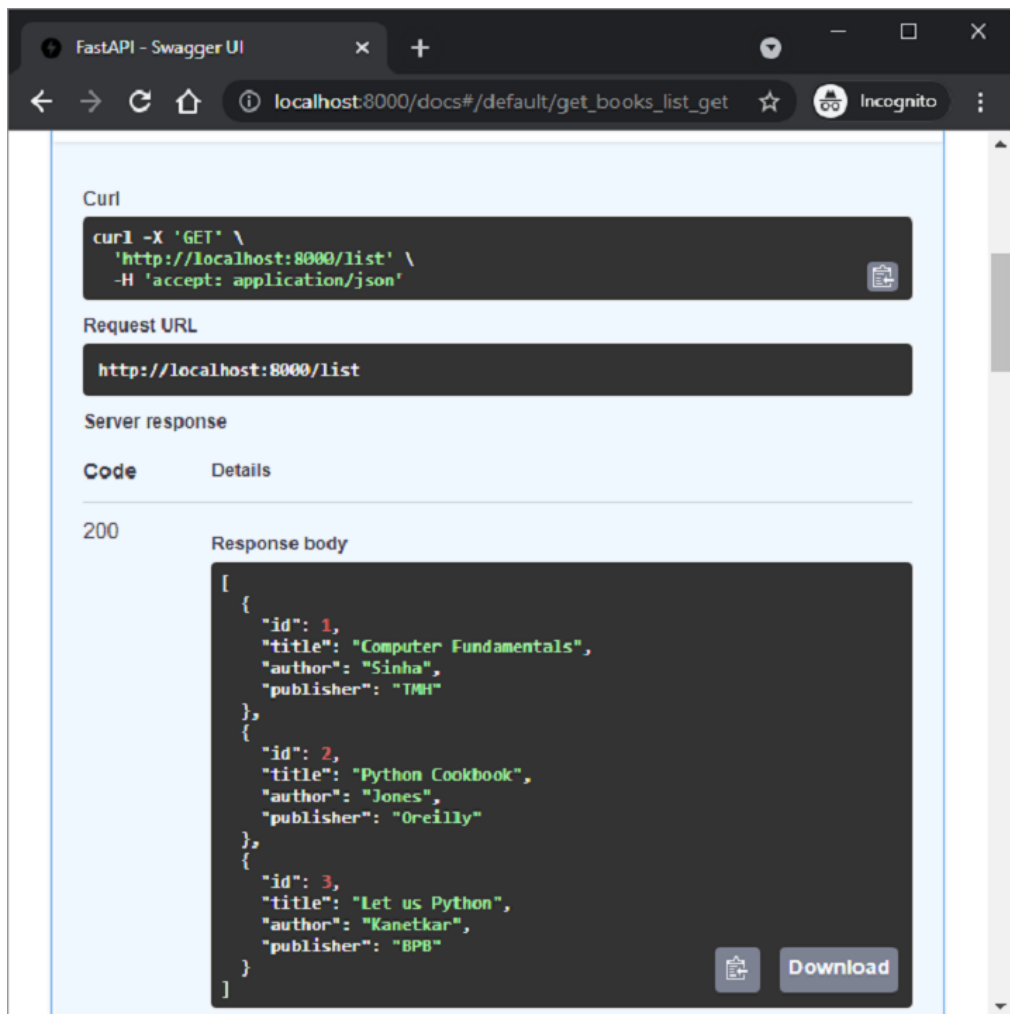 FastAPI - Swagger UI
localhost:8000/docs#/default/get_books_list_get
Incognito
Curl
curl -X 'GET' \
  'http://localhost:8000/list' \
  -H 'accept: application/json'
Request URL
http://localhost:8000/list
Server response
Code Details
200
Response body
[
  {
    "id": 1,
    "title": "Computer Fundamentals",
    "author": "Sinha",
    "publisher": "TMH"
  },
  {
    "id": 2,
    "title": "Python Cookbook",
    "author": "Jones",
    "publisher": "Oreilly"
  },
  {
    "id": 3,
    "title": "Let us Python",
    "author": "Kanetkar",
    "publisher": "BPB"
  }
]
Download